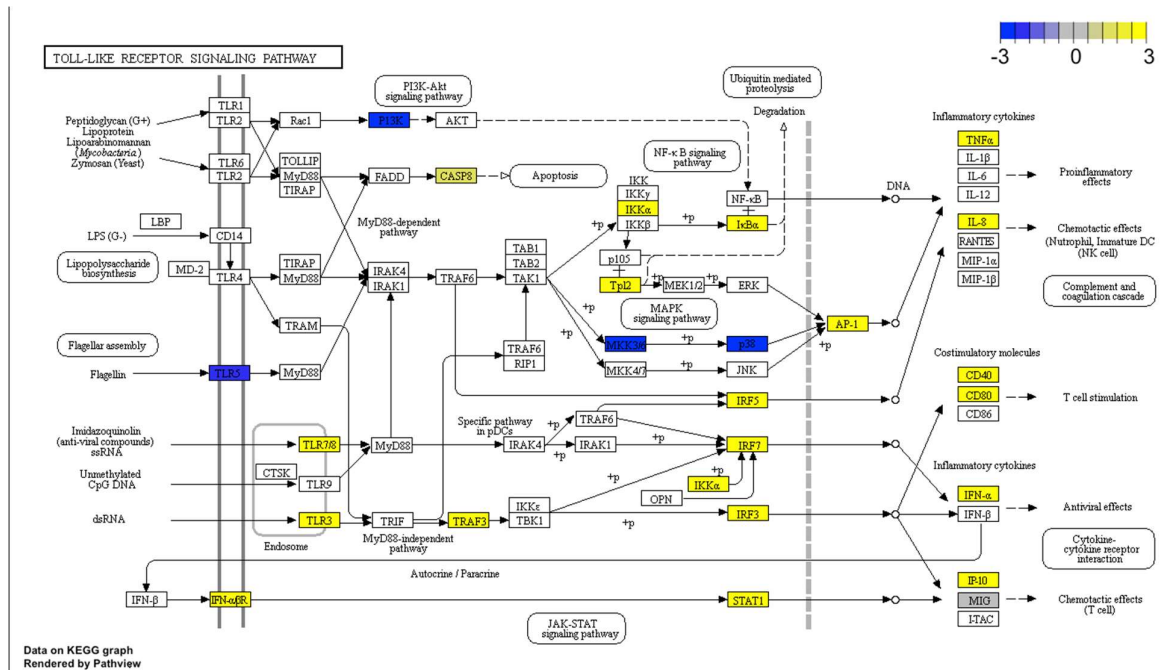 -3 0 3
TOLL-LIKE RECEPTOR SIGNALING PATHWAY
PI3K-Akt
signaling pathway
Ubiquitin mediated
proteolysis
Degradation
Inflammatory cytokines
Peptidoglycan (G+)
Lipoprotein
Lipoarabinomannan
(Mycobacteria)
Zymosan (Yeast)
TLR1
TLR2
TLR6
TLR2
Rac1
PI3K
AKT
TOLLIP
MyD88
TIRAP
FADD
CASP8
Apoptosis
NF-κ B signaling
pathway
IKK
IKKγ
IKKα
IKKβ
+p
+p
NF-κB
IκBα
DNA
TNFα
IL-1β
IL-6
IL-12
Proinflammatory
effects
IL-8
RANTES
MIP-1α
MIP-1β
Chemotactic effects
(Nutrophil, Immature DC
(NK cell)
MyD88-dependent
pathway
LBP
LPS (G-)
CD14
Lipopolysaccharide
biosynthesis
MD-2
TLR4
TIRAP
MyD88
IRAK4
IRAK1
TRAF6
TAB1
TAB2
TAK1
p105
Tpl2
+p
MEK1/2
+p
ERK
Complement and
coagulation cascade
TRAM
MAPK
signaling pathway
AP-1
Flagellar assembly
+p
+p
+p
MKK3/6
p38
+p
Flagellin
TLR5
MyD88
TRAF6
RIP1
+p
MKK4/7
JNK
Costimulatory molecules
CD40
CD80
CD86
T cell stimulation
IRF5
Imidazoquinolin
(anti-viral compounds)
ssRNA
TLR7/8
MyD88
Specific pathway
in pDCs
IRAK4
+p
+p
TRAF6
IRAK1
+p
IRF7
Unmethylated
CpG DNA
CTSK
TLR9
+p
IKKα
+p
OPN
Inflammatory cytokines
IFN-α
IFN-β
Antiviral effects
dsRNA
TLR3
TRIF
TRAF3
IKKε
TBK1
+p
IRF3
Endosome
MyD88-independent
pathway
Cytokine-
cytokine receptor
interaction
Autocrine / Paracrine
IFN-β
IFN-α/βR
STAT1
IP-10
MIG
I-TAC
Chemotactic effects
(T cell)
JAK-STAT
signaling pathway
Data on KEGG graph
Rendered by Pathview